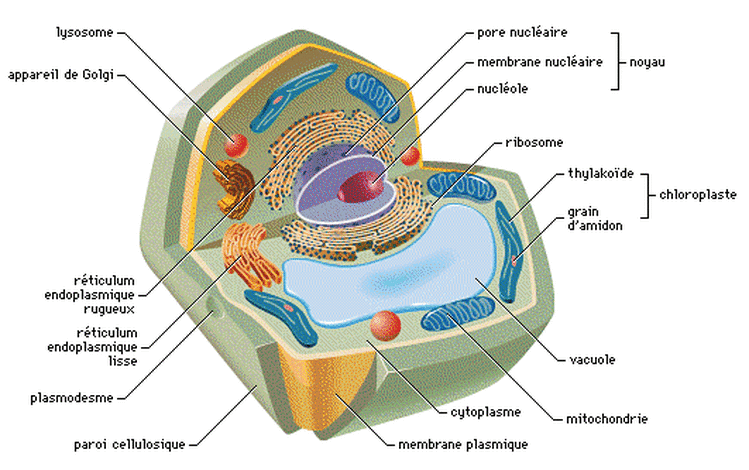 lysosome
appareil de Golgi
réticulum
endoplasmique
rugueux
réticulum
endoplasmique
lisse
plasmodesme
paroi cellulosique
pore nucléaire
membrane nucléaire
nucléole
noyau
ribosome
thylakoïde
grain
d'amidon
chloroplaste
vacuole
mitochondrie
cytoplasme
membrane plasmique